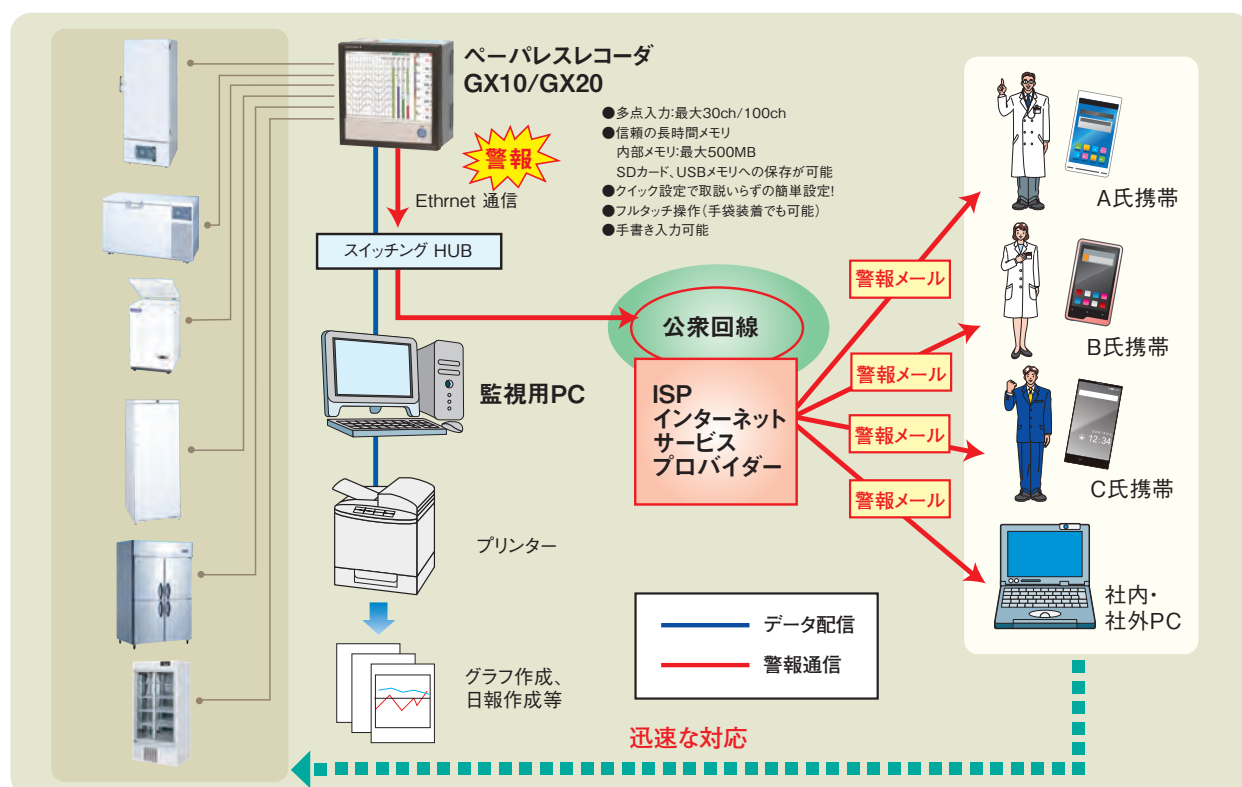 ペーパレスレコーダ
GX10/GX20
●多点入力:最大30ch/100ch
●信頼の長時間メモリ
内部メモリ:最大500MB
SDカード、USBメモリへの保存が可能
●クイック設定で取説いらずの簡単設定!
●フルタッチ操作(手袋装着でも可能)
●手書き入力可能
警報
Ethrnet 通信
スイッチング HUB
監視用PC
プリンター
グラフ作成、
日報作成等
公衆回線
ISP
インターネット
サービス
プロバイダー
警報メール
警報メール
警報メール
警報メール
A氏携帯
B氏携帯
12:34
C氏携帯
社内・
社外PC
データ配信
警報通信
迅速な対応